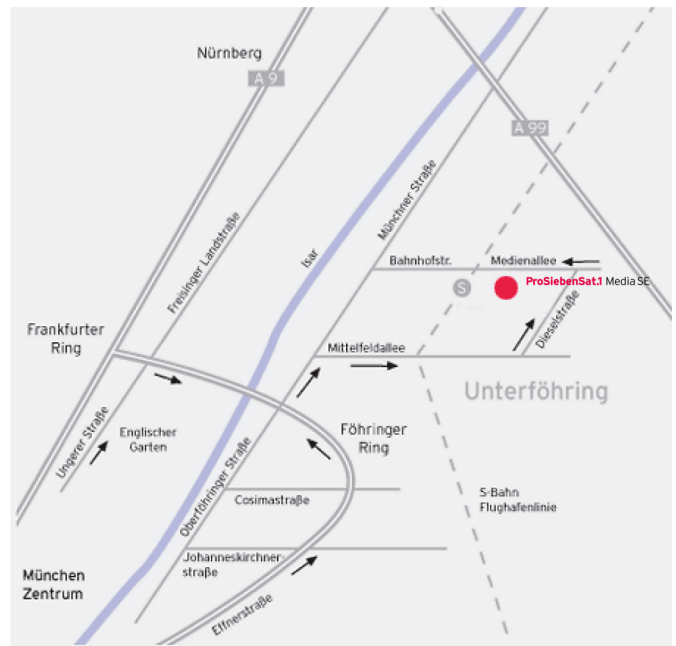 Nürnberg
A 9
A 99
Münchner Straße
Freisinger Landstraße
Isar
Bahnhofstr.
Medienallee
S
ProSiebenSat.1 Media SE
Dieselstraße
Frankfurter
Ring
Mittelfeldallee
Unterföhring
Ungerer Straße
Englischer
Garten
Föhringer
Ring
Oberföhringer Straße
Cosimastraße
S-Bahn
Flughafenlinie
Johanneskirchner-
straße
München
Zentrum
Effnerstraße